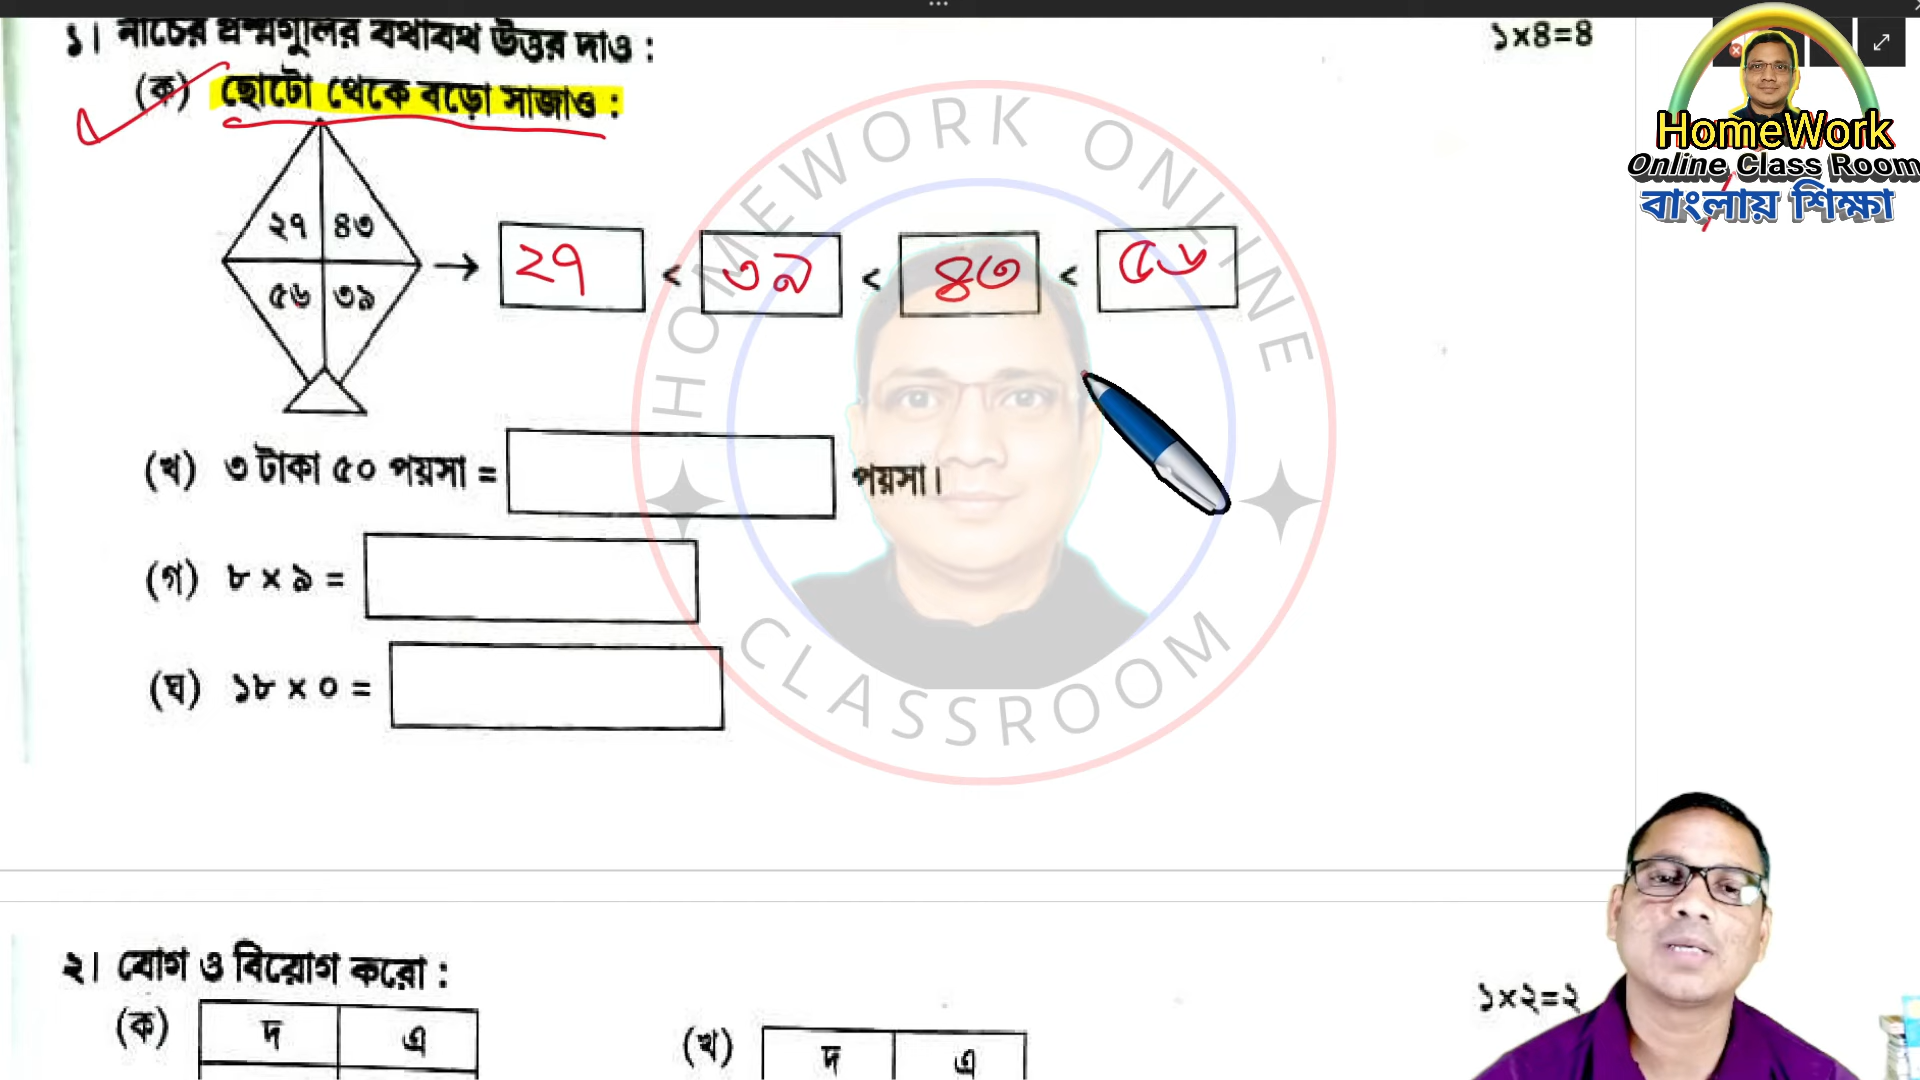 ১। নীচের প্রশ্নগুলির যথাযথ উত্তর দাও :
১×৪=৪
(ক) ছোটো থেকে বড়ো সাজাও :
২৭ ৪৩
৫৬ ৩৯
→ ২৭ < ৩৯ < ৪৩ < ৫৬
(খ) ৩ টাকা ৫০ পয়সা = পয়সা।
(গ) ৮ × ৯ =
(ঘ) ১৮ × ০ =
২। যোগ ও বিয়োগ করো :
১×২=২
(ক) দ এ
(খ) দ এ
HomeWork
Online Class Room
বাংলায় শিক্ষা
HOMEWORK ONLINE
CLASSROOM